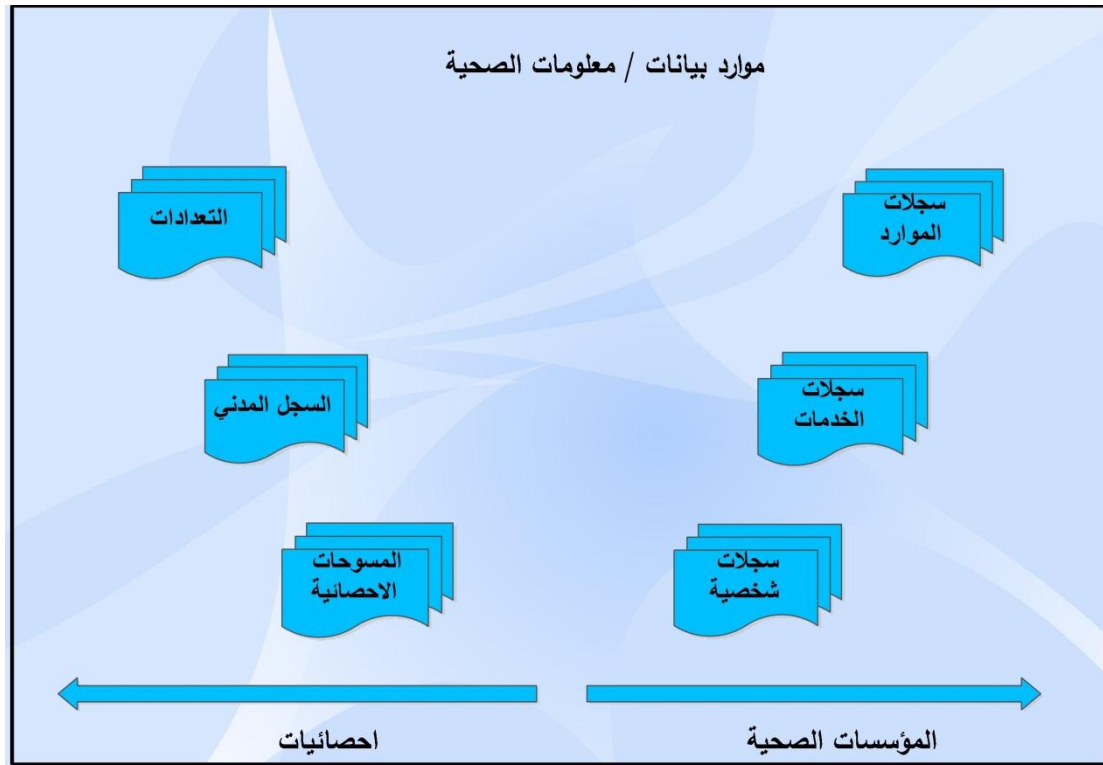 موارد بيانات / معلومات الصحية
سجلات
الموارد
التعدادات
سجلات
الخدمات
السجل المدني
سجلات
شخصية
المسوحات
الاحصائية
المؤسسات الصحية
احصائيات